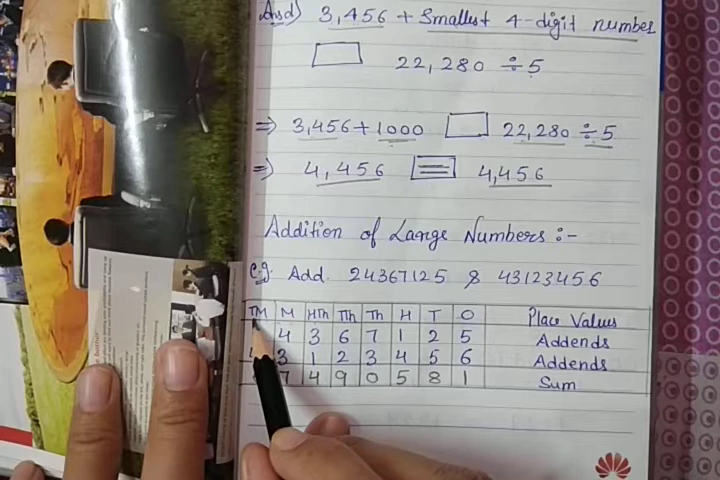 Ans d) 3,456 + Smallest 4-digit number
22,280 ÷ 5
⇒ 3,456 + 1000 22,280 ÷ 5
⇒ 4,456 = 4,456
Addition of Large Numbers :-
e.g. Add 24367125 & 43123456
TM M HTh TTh Th H T O Place Values
4 3 6 7 1 2 5 Addends
4 3 1 2 3 4 5 6 Addends
7 4 9 0 5 8 1 Sum
HUAWEI